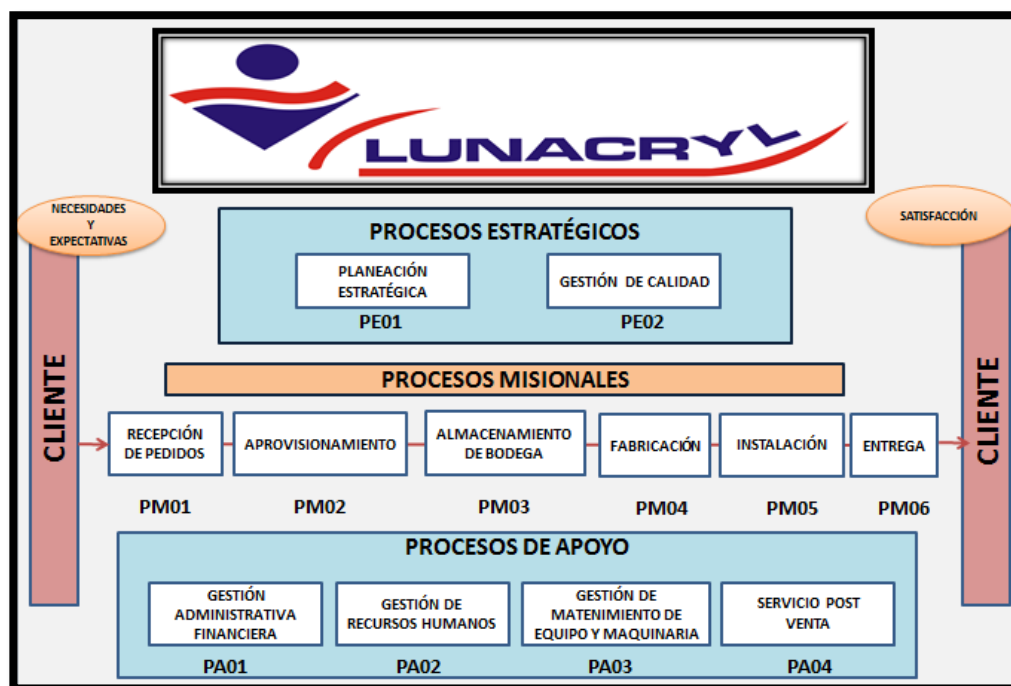 LUNACRYL
NECESIDADES
Y
EXPECTATIVAS
SATISFACCIÓN
PROCESOS ESTRATÉGICOS
PLANEACIÓN
ESTRATÉGICA
GESTIÓN DE CALIDAD
PE01
PE02
CLIENTE
CLIENTE
PROCESOS MISIONALES
RECEPCIÓN
DE PEDIDOS
APROVISIONAMIENTO
ALMACENAMIENTO
DE BODEGA
FABRICACIÓN
INSTALACIÓN
ENTREGA
PM01
PM02
PM03
PM04
PM05
PM06
PROCESOS DE APOYO
GESTIÓN
ADMINISTRATIVA
FINANCIERA
GESTIÓN DE
RECURSOS HUMANOS
GESTIÓN DE
MATENIMIENTO DE
EQUIPO Y MAQUINARIA
SERVICIO POST
VENTA
PA01
PA02
PA03
PA04